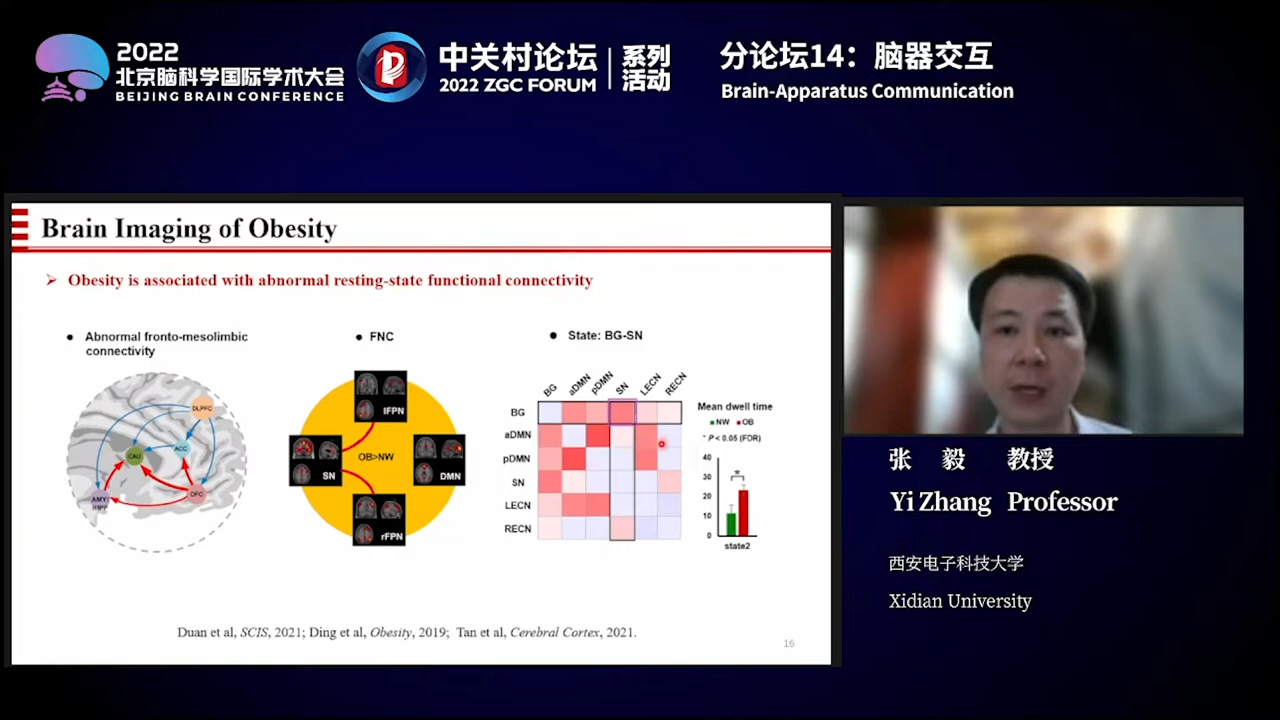 2022
北京脑科学国际学术大会
BEIJING BRAIN CONFERENCE
中关村论坛
2022 ZGC FORUM
系列
活动
分论坛14：脑器交互
Brain-Apparatus Communication
Brain Imaging of Obesity
Obesity is associated with abnormal resting-state functional connectivity
Abnormal fronto-mesolimbic
connectivity
DLPFC
ACC
CAU
OFC
AMY/
FNC
lFPN
OB>NW
SN
DMN
rFPN
State: BG-SN
BG aDMN pDMN SN LECN RECN
BG
aDMN
pDMN
SN
LECN
RECN
Mean dwell time
NW OB
* P < 0.05 (FDR)
40
30
20
10
0
*
state2
Duan et al, SCIS, 2021; Ding et al, Obesity, 2019; Tan et al, Cerebral Cortex, 2021.
16
张 毅 教授
Yi Zhang Professor
西安电子科技大学
Xidian University